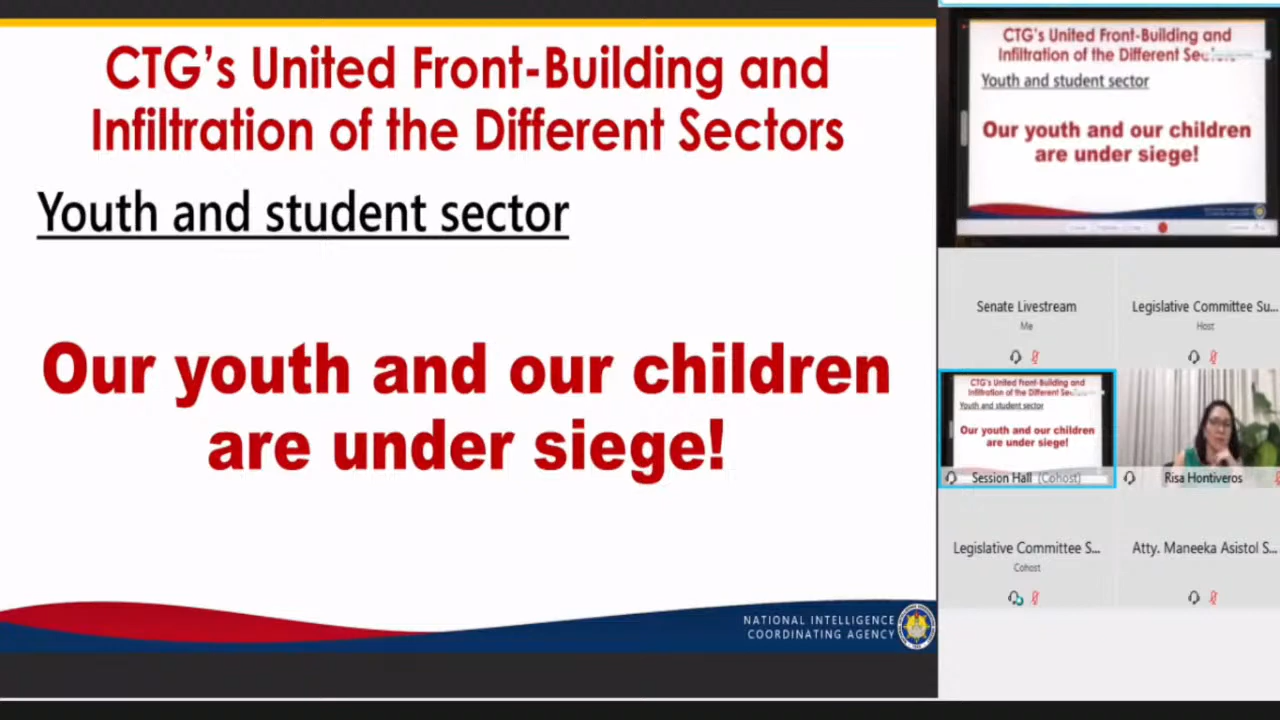 CTG's United Front-Building and
Infiltration of the Different Sectors
Youth and student sector
Our youth and our children
are under siege!
NATIONAL INTELLIGENCE
COORDINATING AGENCY
CTG's United Front-Building and
Infiltration of the Different
Youth and student sector
Our youth and our children
are under siege!
Senate Livestream
Me
Legislative Committee Su...
Host
CTG's United Front-Building and
Infiltration of the Different
Youth and student sector
Our youth and our children
are under siege!
Session Hall (Cohost)
Risa Hontiveros
Legislative Committee S...
Cohost
Atty. Maneeka Asistol S...